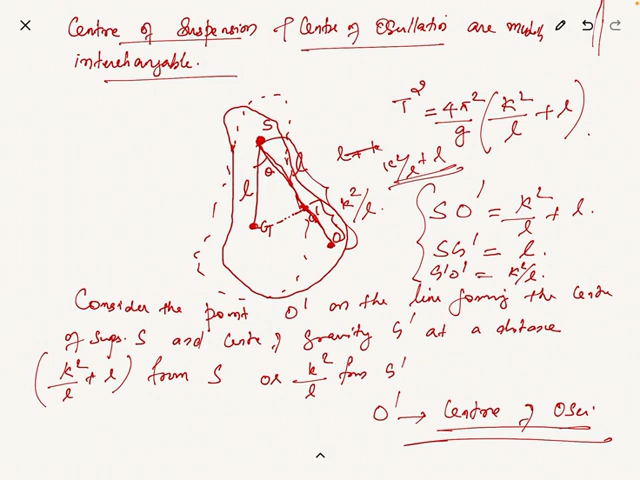 Centre of Suspension & Centre of Oscillation are mutually
interchangeable.
T² = 4π²/g (k²/l + l).
S
θ
l
l
k²/l + l
k²/l.
G
G'
O'
SO' = k²/l + l.
SG' = l.
G'O' = k²/l.
Consider the point O' on the line joining the centre
of Susp. S and centre of gravity G' at a distance
(k²/l + l) from S or k²/l from G'
O' → Centre of Osci.